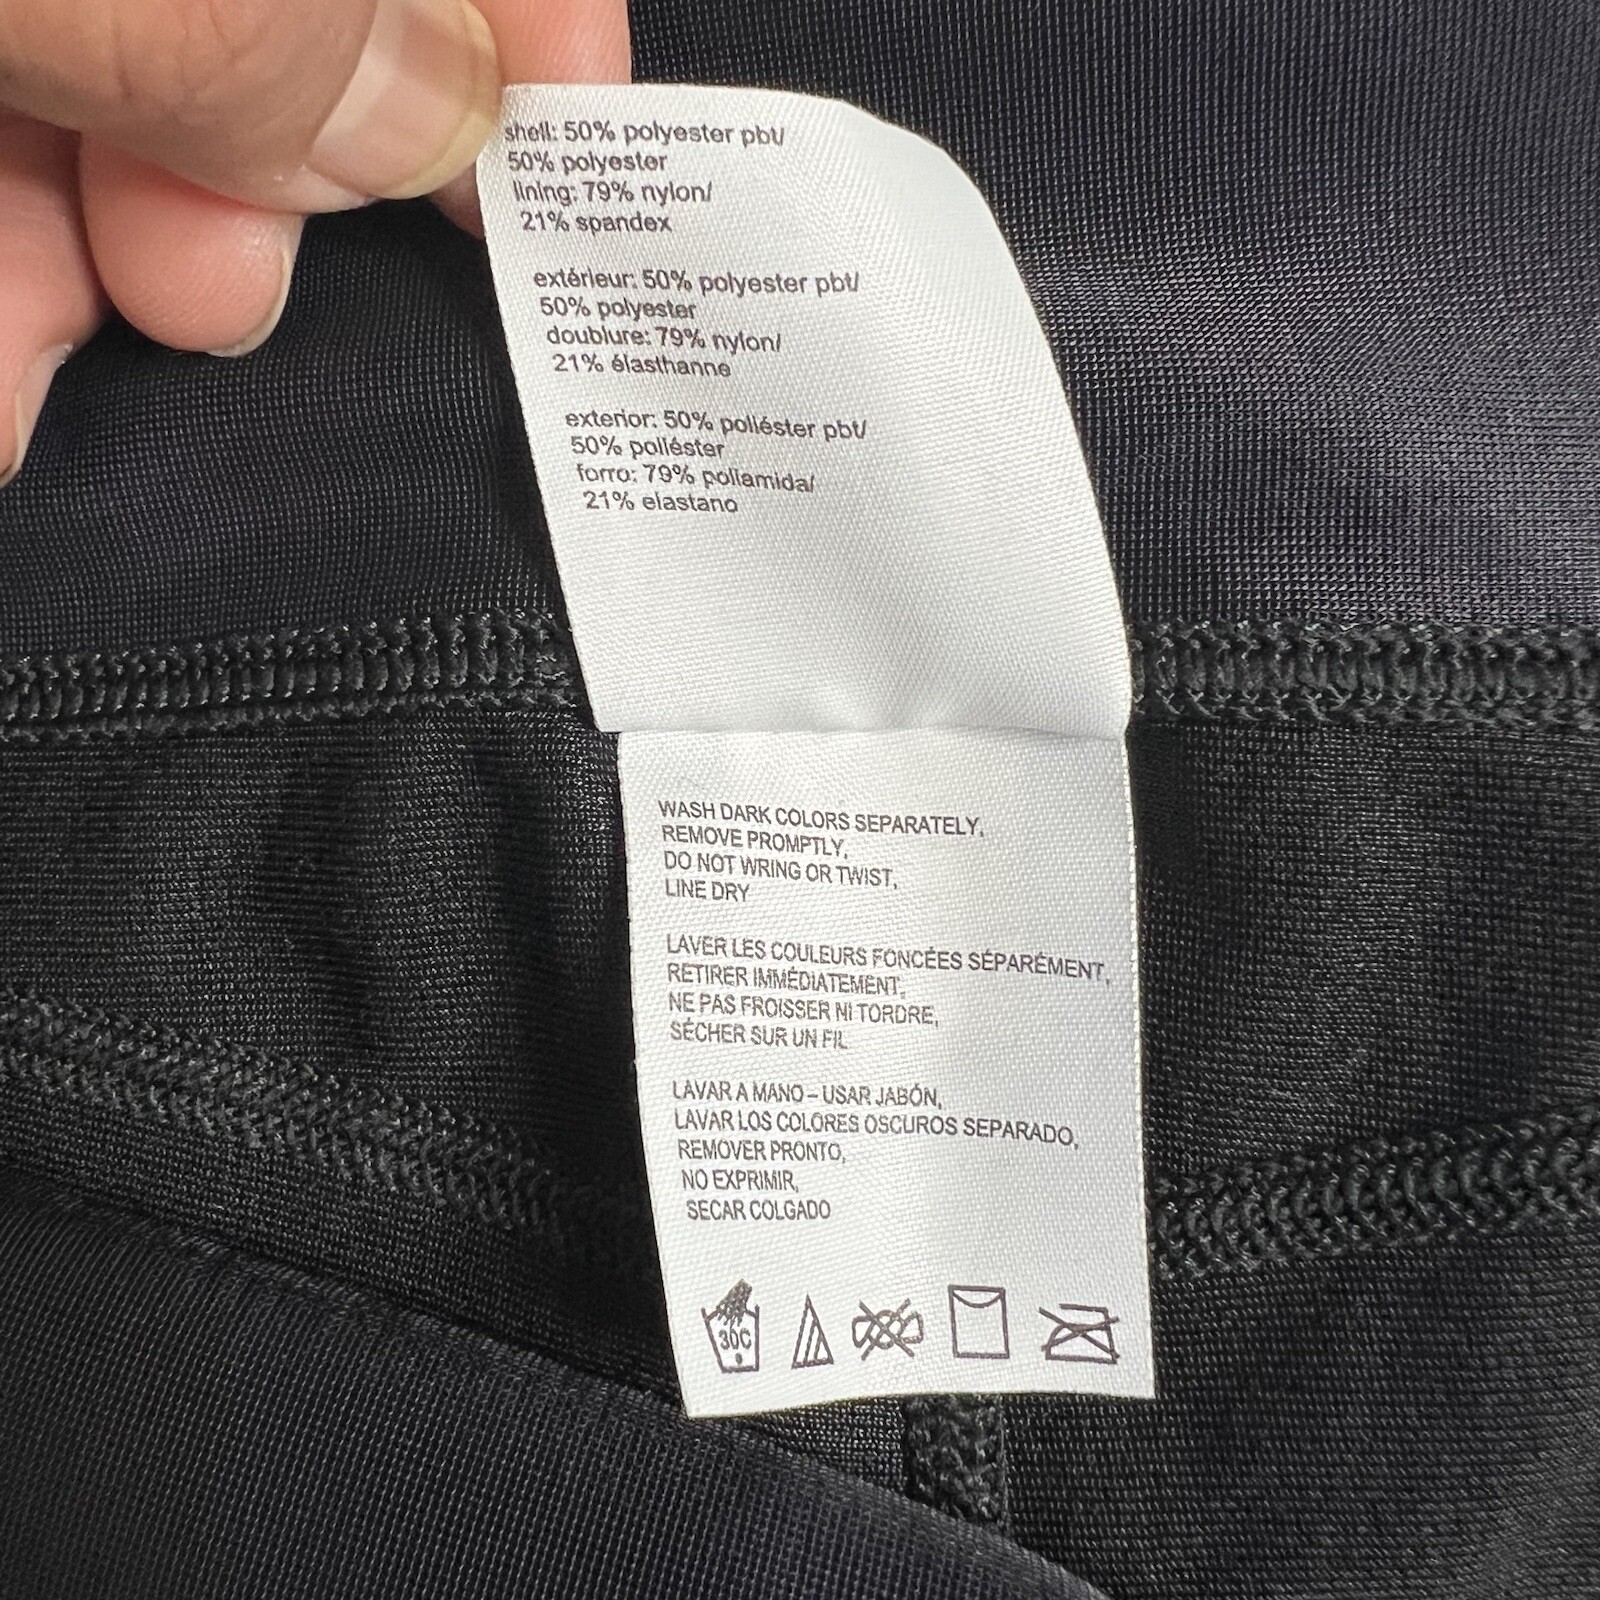 shell: 50% polyester pbt/
50% polyester
lining: 79% nylon/
21% spandex
extérieur: 50% polyester pbt/
50% polyester
doublure: 79% nylon/
21% élasthanne
exterior: 50% poliéster pbt/
50% poliéster
forro: 79% poliamida/
21% elastano
WASH DARK COLORS SEPARATELY,
REMOVE PROMPTLY,
DO NOT WRING OR TWIST,
LINE DRY
LAVER LES COULEURS FONCÉES SÉPARÉMENT,
RETIRER IMMÉDIATEMENT,
NE PAS FROISSER NI TORDRE,
SÉCHER SUR UN FIL
LAVAR A MANO – USAR JABÓN,
LAVAR LOS COLORES OSCUROS SEPARADO,
REMOVER PRONTO,
NO EXPRIMIR,
SECAR COLGADO
30C